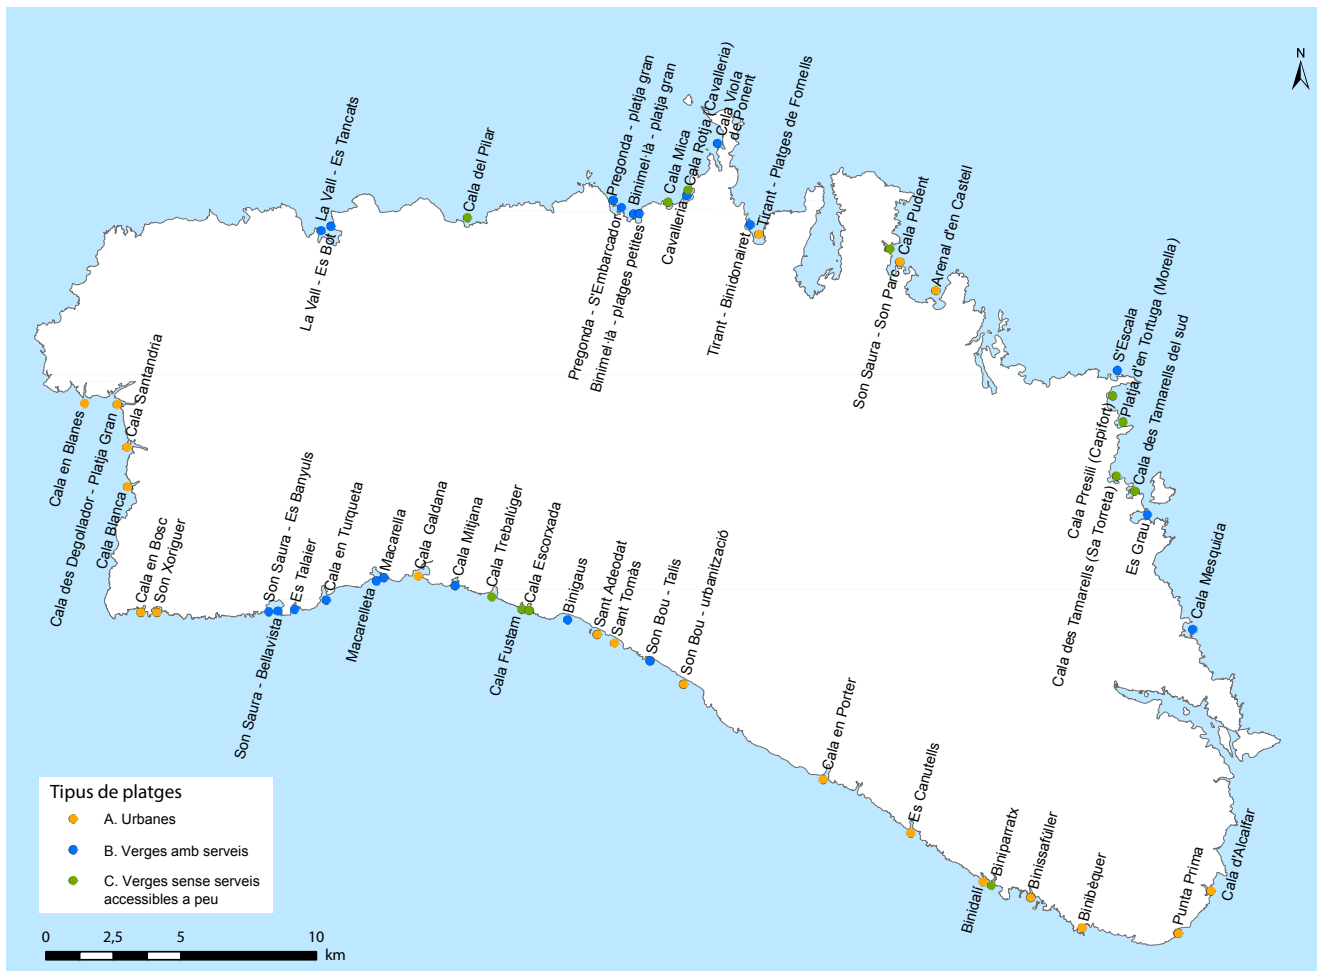 N
La Vall - Es Tancats
La Vall - Es Bot
Cala del Pilar
Pregonda - platja gran
Pregonda - S'Embarcador
Binimel·là - platja gran
Binimel·là - platges petites
Cala Mica
Cavalleria
Cala Rotja (Cavalleria)
Cala Viola
de Ponent
Tirant - Binidonairet
Tirant - Platges de Fornells
Son Saura - Son Parc
Cala Pudent
Arenal d'en Castell
S'Escala
Cala Presili (Capifort)
Platja d'en Tortuga (Morella)
Cala des Tamarells (Sa Torreta)
Cala des Tamarells del sud
Es Grau
Cala Mesquida
Cala en Blanes
Cala des Degollador - Platja Gran
Cala Santandria
Cala Blanca
Cala en Bosc
Son Xoriguer
Son Saura - Bellavista
Son Saura - Es Banyuls
Es Talaier
Cala en Turqueta
Macarelleta
Macarella
Cala Galdana
Cala Mitjana
Cala Trebalúger
Cala Fustam
Cala Escorxada
Binigaus
Sant Adeodat
Sant Tomàs
Son Bou - Talis
Son Bou - urbanització
Cala en Porter
Es Canutells
Binidalí
Biniparratx
Binissafúller
Binibèquer
Punta Prima
Cala d'Alcalfar
Tipus de platges
A. Urbanes
B. Verges amb serveis
C. Verges sense serveis
accessibles a peu
0 2,5 5 10
km